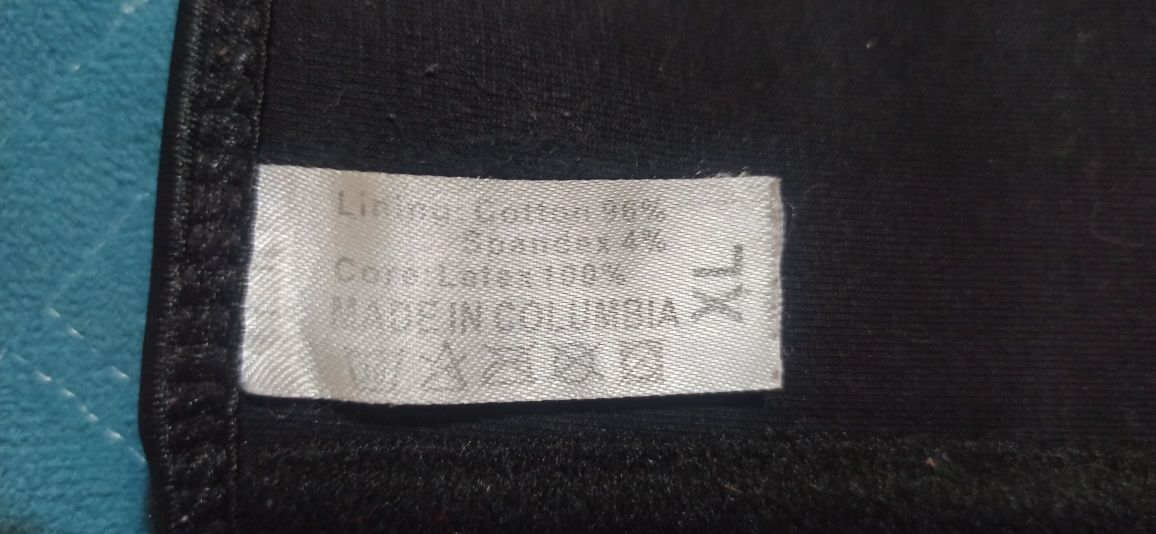 Lining: Cotton 96%
Spandex 4%
Core: Latex 100%
MADE IN COLUMBIA
XL